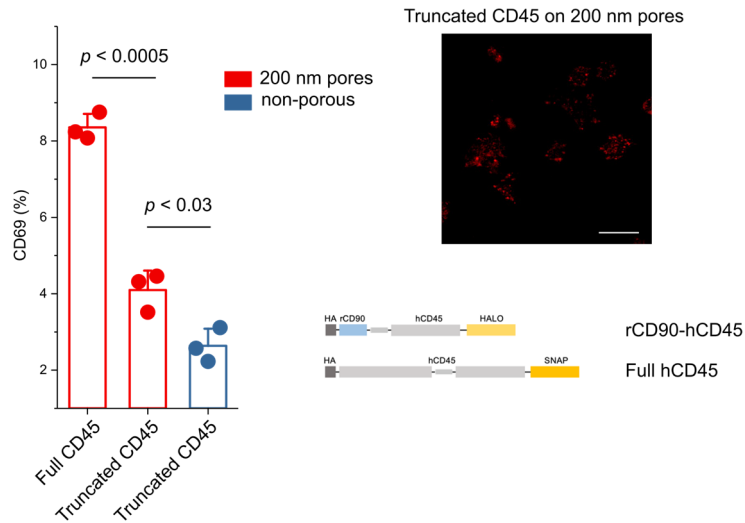 Truncated CD45 on 200 nm pores
p < 0.0005
10
200 nm pores
non-porous
8
p < 0.03
6
CD69 (%)
4
2
Full CD45
Truncated CD45
Truncated CD45
HA rCD90 hCD45 HALO
rCD90-hCD45
HA hCD45 SNAP
Full hCD45